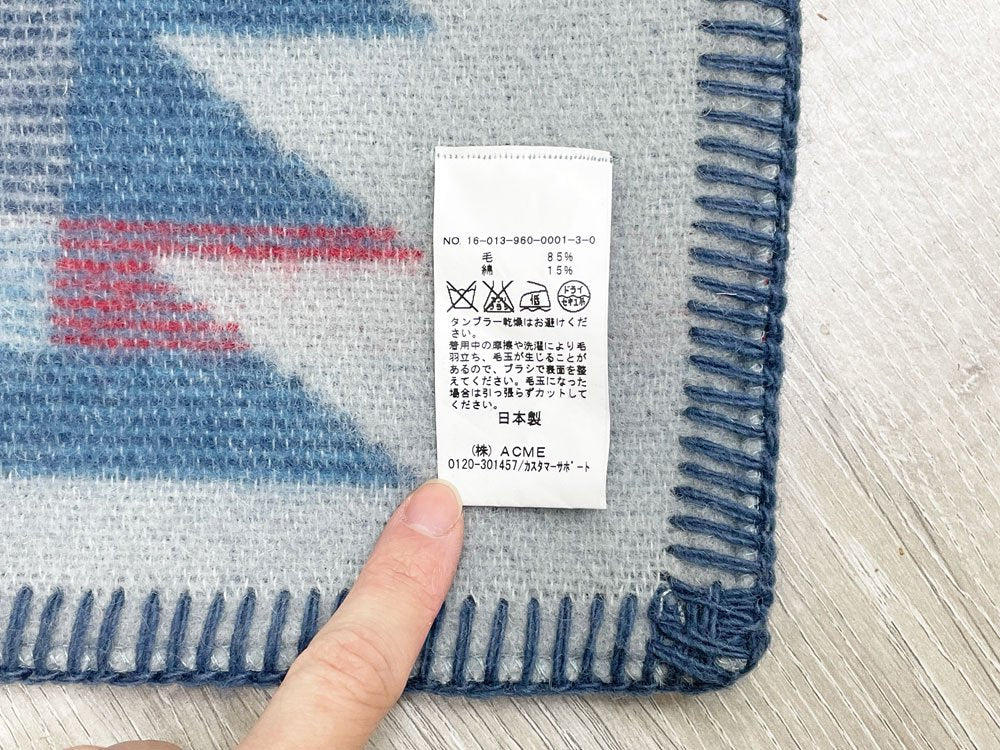 NO. 16-013-960-0001-3-0
毛 85%
綿 15%
低 ドライ セキユ系
タンブラー乾燥はお避けくだ
さい。
着用中の摩擦や洗濯により毛
羽立ち、毛玉が生じることが
あるので、ブラシで表面を整
えてください。毛玉になった
場合は引っ張らずカットして
ください。
日本製
(株) ACME
0120-301457/カスタマーサポート